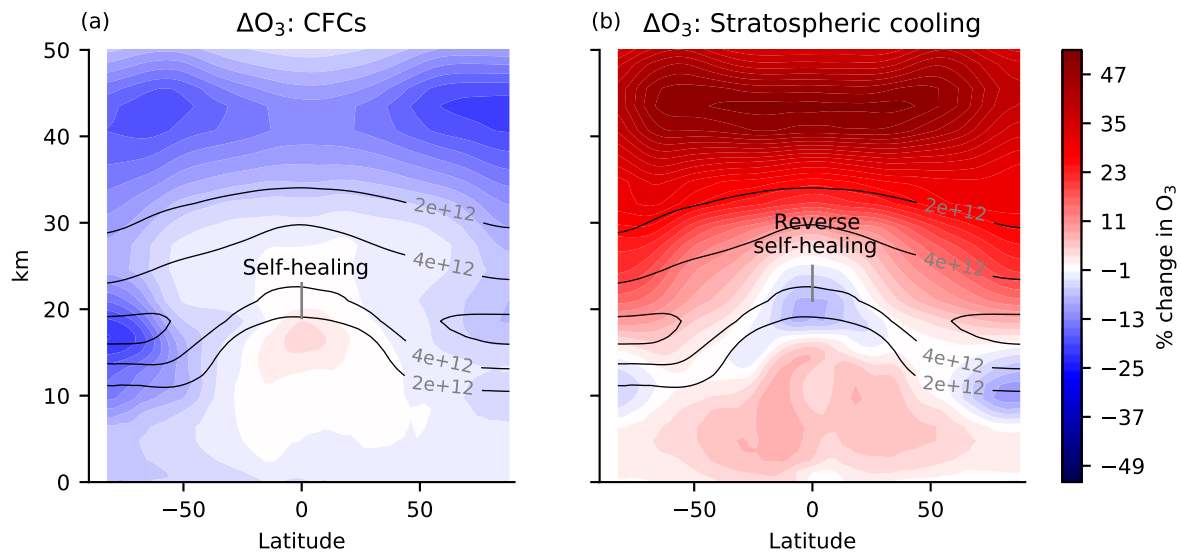 (a)
ΔO₃: CFCs
50
40
30
20
10
0
km
−50
0
50
Latitude
2e+12
4e+12
Self-healing
4e+12
2e+12
(b)
ΔO₃: Stratospheric cooling
−50
0
50
Latitude
2e+12
4e+12
Reverse
self-healing
4e+12
2e+12
47
35
23
11
−1
−13
−25
−37
−49
% change in O₃